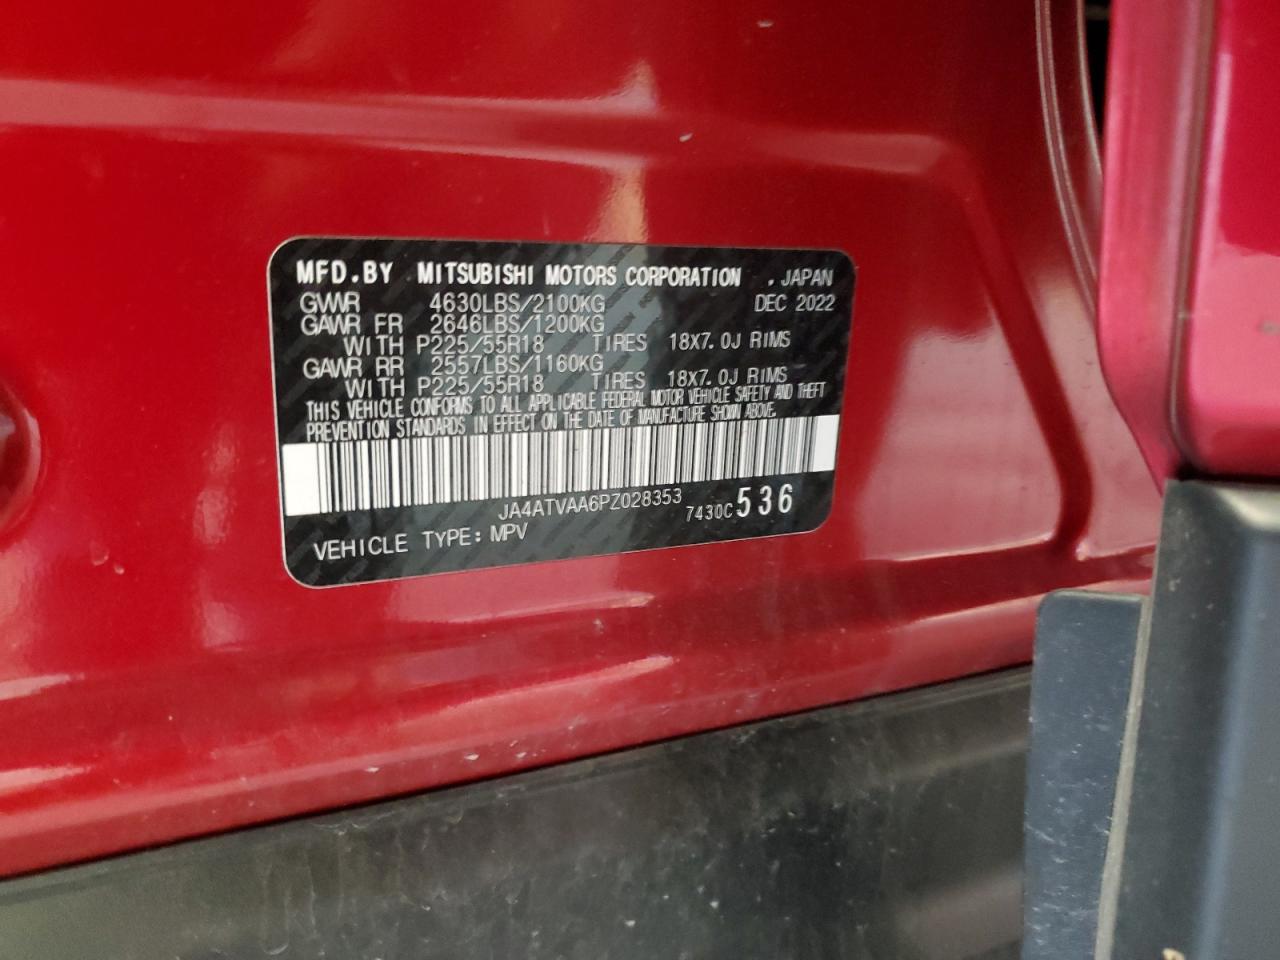 MFD.BY MITSUBISHI MOTORS CORPORATION , JAPAN
GVWR 4630LBS/2100KG DEC 2022
GAWR FR 2646LBS/1200KG
WITH P225/55R18 TIRES 18X7.0J RIMS
GAWR RR 2557LBS/1160KG
WITH P225/55R18 TIRES 18X7.0J RIMS
THIS VEHICLE CONFORMS TO ALL APPLICABLE FEDERAL MOTOR VEHICLE SAFETY AND THEFT
PREVENTION STANDARDS IN EFFECT ON THE DATE OF MANUFACTURE SHOWN ABOVE.
JA4ATVAA6PZ028353 7430C 536
VEHICLE TYPE: MPV